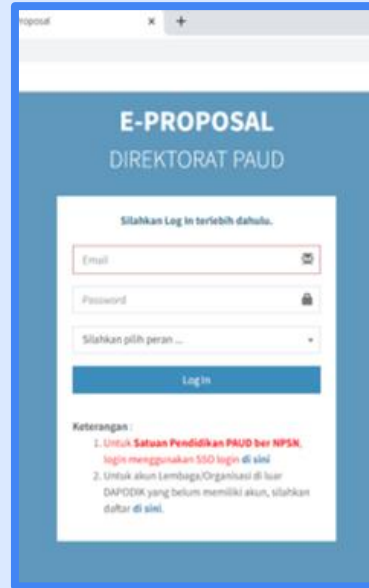 roposal × +
E-PROPOSAL
DIREKTORAT PAUD
Silahkan Log In terlebih dahulu.
Email
Password
Silahkan pilih peran ...
Log In
Keterangan :
1. Untuk Satuan Pendidikan PAUD ber NPSN,
login menggunakan SSO login di sini
2. Untuk akun Lembaga/Organisasi di luar
DAPODIK yang belum memiliki akun, silahkan
daftar di sini.